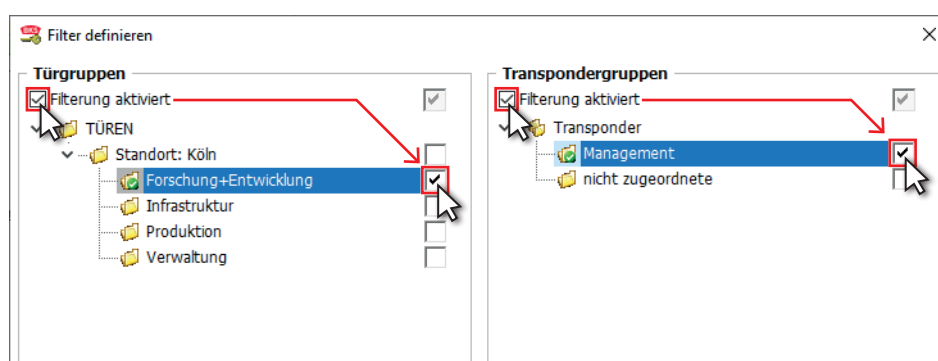 Filter definieren
Türgruppen
Filterung aktiviert
TÜREN
Standort: Köln
Forschung+Entwicklung
Infrastruktur
Produktion
Verwaltung
Transpondergruppen
Filterung aktiviert
Transponder
Management
nicht zugeordnete